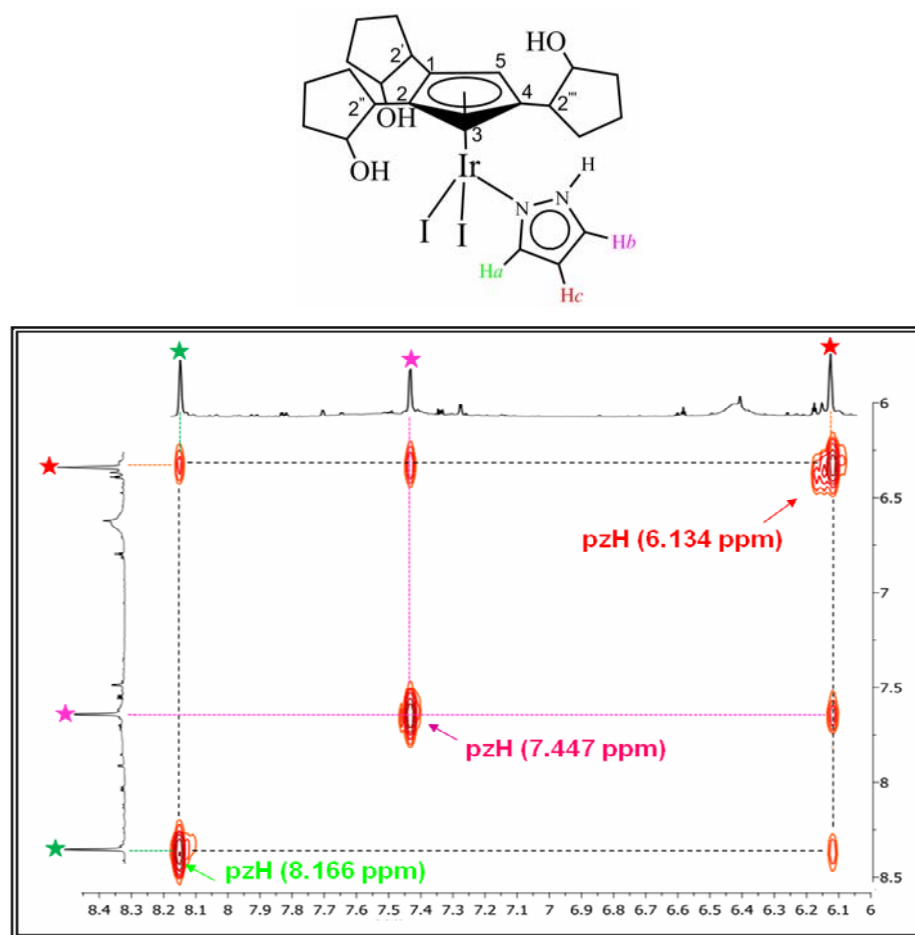 HO
2'
1
5
2"
2
4
2'''
OH
3
OH
Ir
H
N
N
I
I
Ha
Hb
Hc
6
6.5
pzH (6.134 ppm)
7
7.5
pzH (7.447 ppm)
8
pzH (8.166 ppm)
8.5
8.4 8.3 8.2 8.1 8 7.9 7.8 7.7 7.6 7.5 7.4 7.3 7.2 7.1 7 6.9 6.8 6.7 6.6 6.5 6.4 6.3 6.2 6.1 6